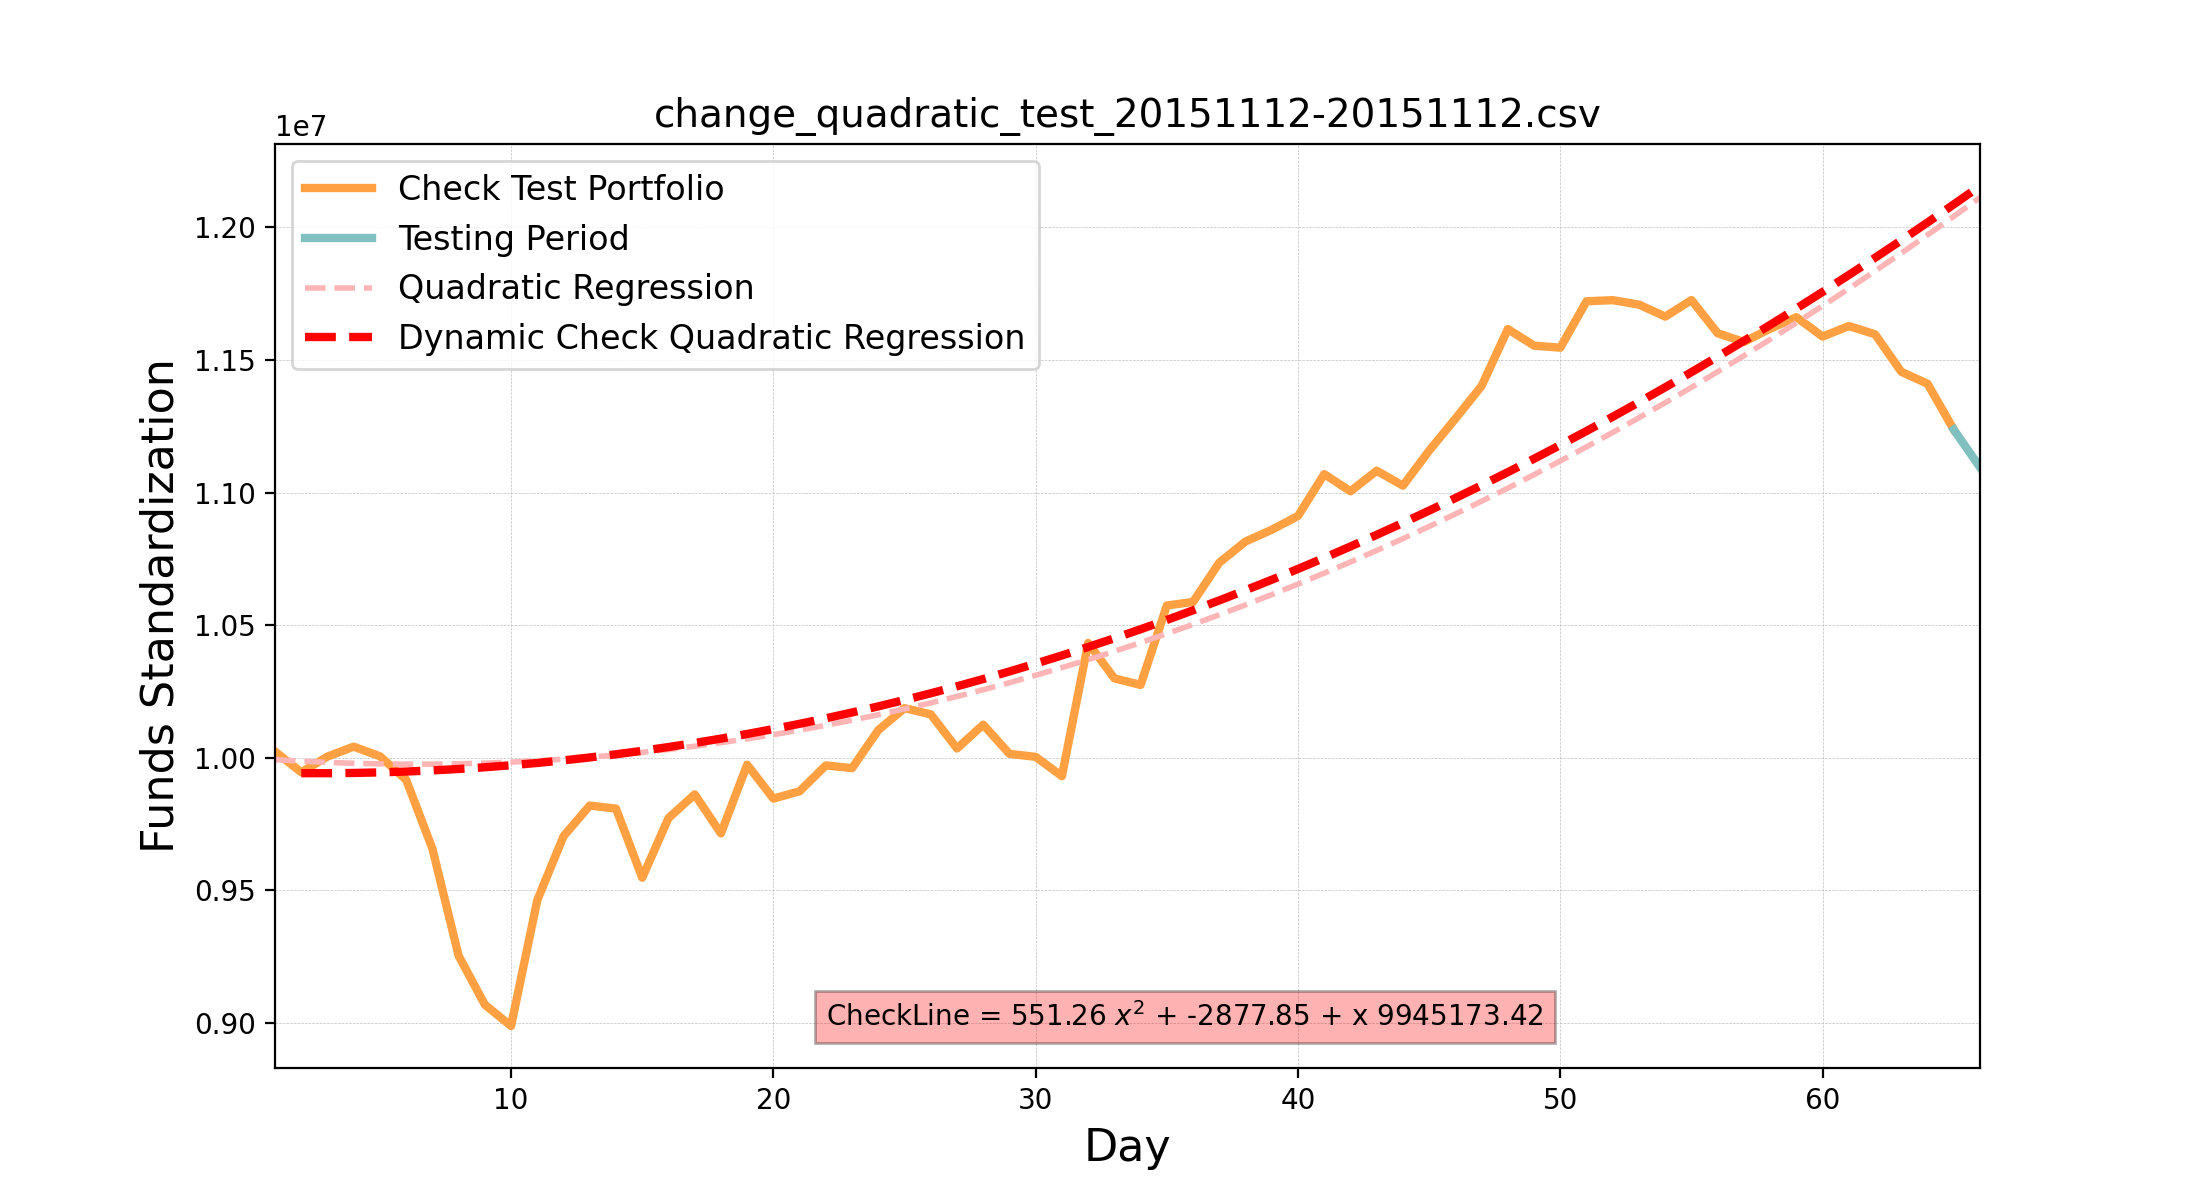 change_quadratic_test_20151112-20151112.csv
1e7
Check Test Portfolio
Testing Period
Quadratic Regression
Dynamic Check Quadratic Regression
1.20
1.15
1.10
1.05
1.00
0.95
0.90
Funds Standardization
CheckLine = 551.26 x² + -2877.85 + x 9945173.42
10 20 30 40 50 60
Day